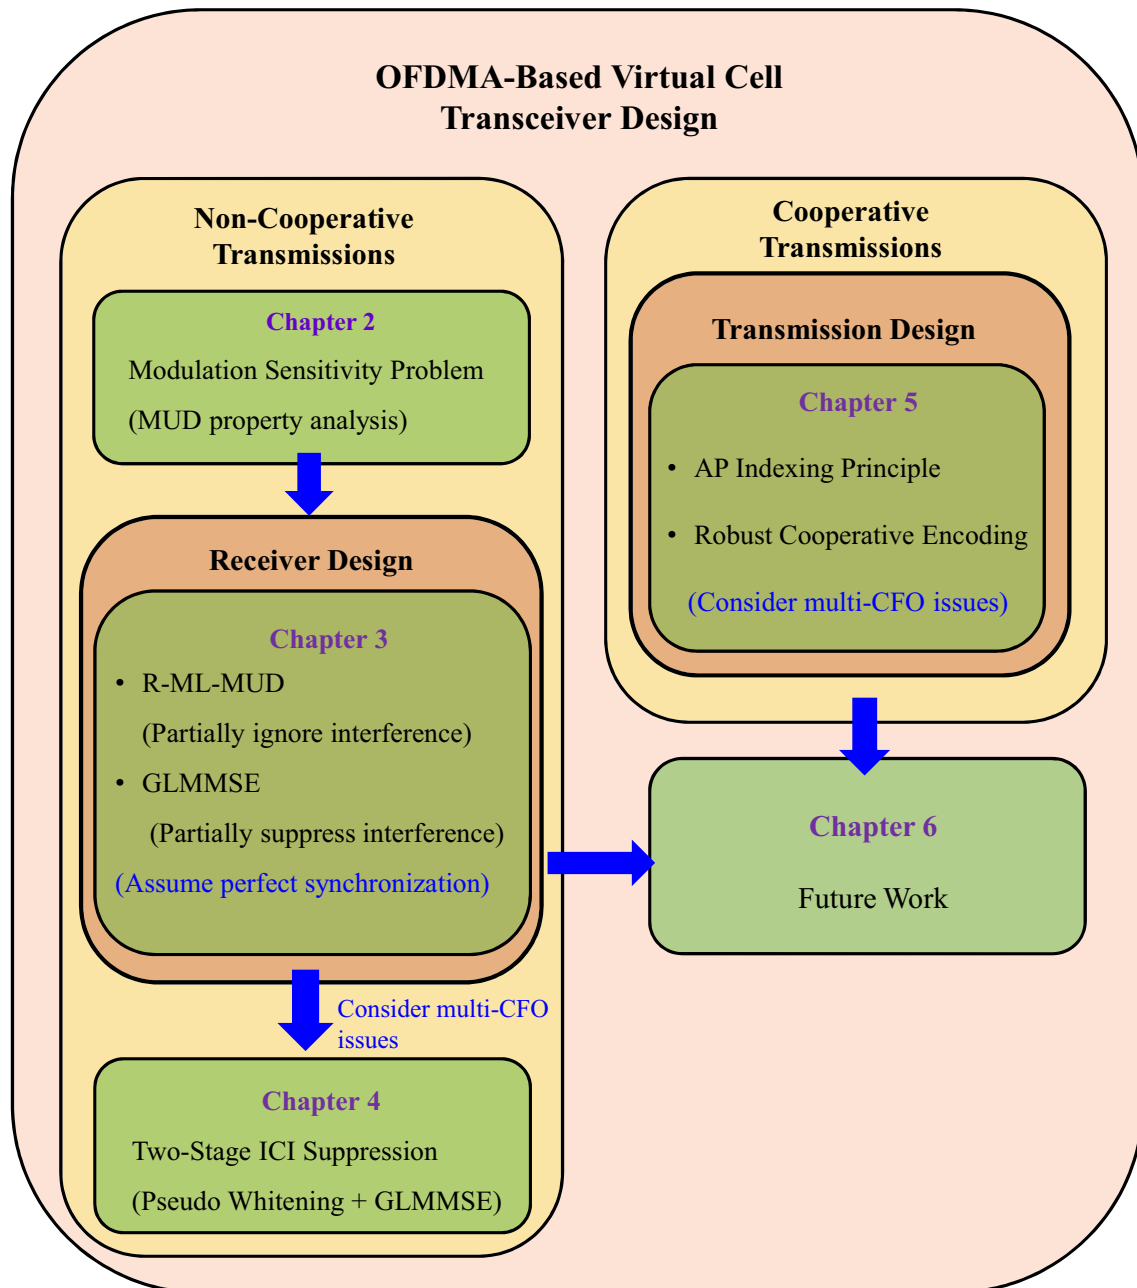 OFDMA-Based Virtual Cell
Transceiver Design
Non-Cooperative
Transmissions
Chapter 2
Modulation Sensitivity Problem
(MUD property analysis)
Receiver Design
Chapter 3
• R-ML-MUD
(Partially ignore interference)
• GLMMSE
(Partially suppress interference)
(Assume perfect synchronization)
Consider multi-CFO
issues
Chapter 4
Two-Stage ICI Suppression
(Pseudo Whitening + GLMMSE)
Cooperative
Transmissions
Transmission Design
Chapter 5
• AP Indexing Principle
• Robust Cooperative Encoding
(Consider multi-CFO issues)
Chapter 6
Future Work